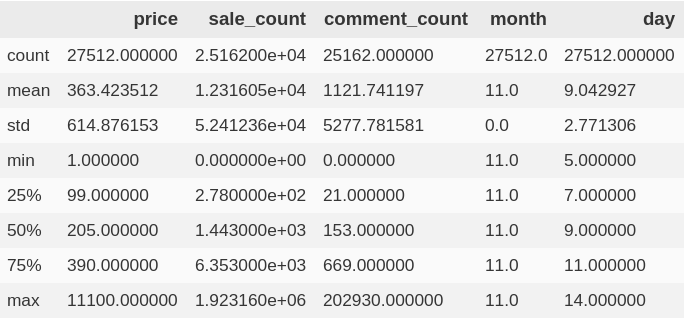 price sale_count comment_count month day
count 27512.000000 2.516200e+04 25162.000000 27512.0 27512.000000
mean 363.423512 1.231605e+04 1121.741197 11.0 9.042927
std 614.876153 5.241236e+04 5277.781581 0.0 2.771306
min 1.000000 0.000000e+00 0.000000 11.0 5.000000
25% 99.000000 2.780000e+02 21.000000 11.0 7.000000
50% 205.000000 1.443000e+03 153.000000 11.0 9.000000
75% 390.000000 6.353000e+03 669.000000 11.0 11.000000
max 11100.000000 1.923160e+06 202930.000000 11.0 14.000000